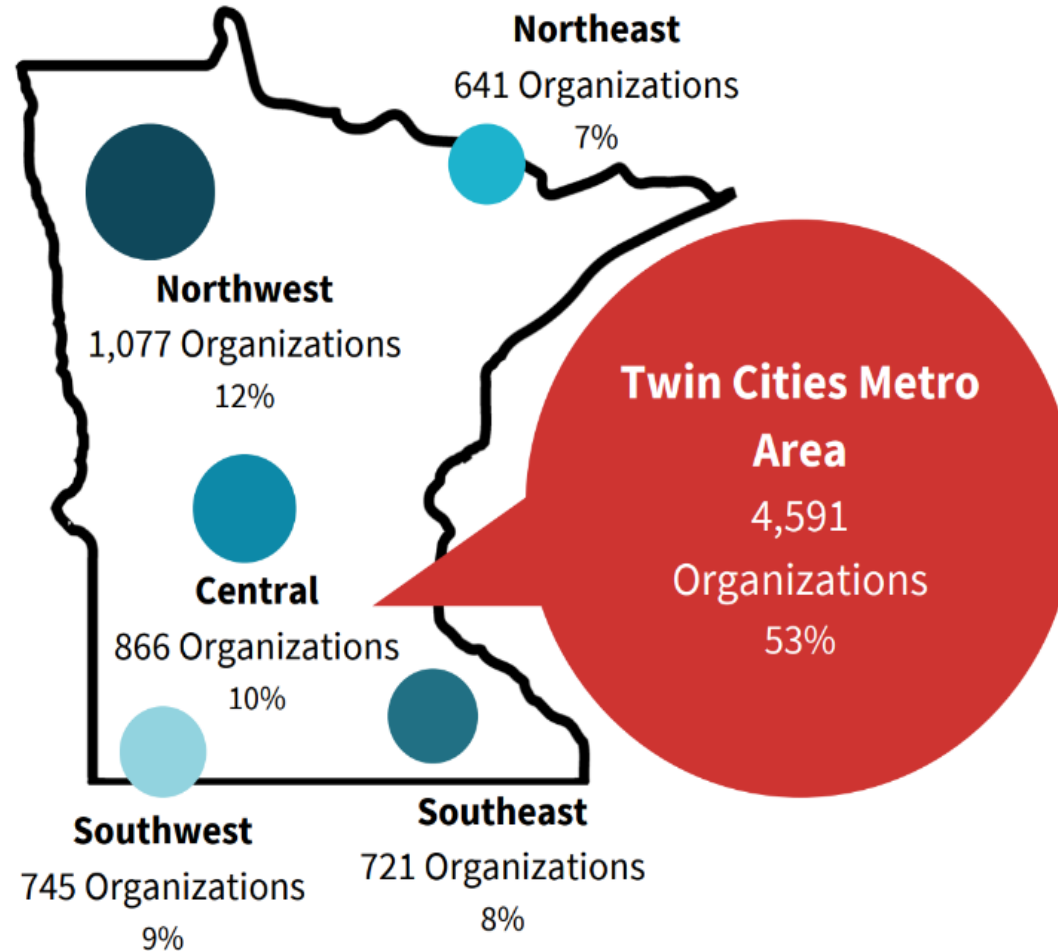 Northeast
641 Organizations
7%
Northwest
1,077 Organizations
12%
Twin Cities Metro
Area
4,591
Organizations
53%
Central
866 Organizations
10%
Southwest
745 Organizations
9%
Southeast
721 Organizations
8%